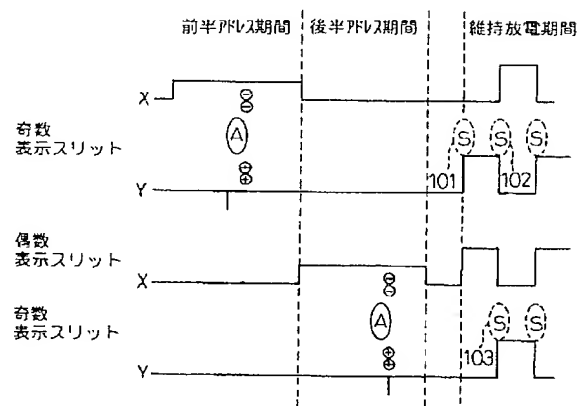 前半アドレス期間 後半アドレス期間 維持放電期間
X
⊖
⊖
奇数
表示スリット
A
S S S
⊖
⊕
101 102
Y
偶数
表示スリット
X
⊖
⊖
奇数
表示スリット
A
S S
⊕
⊕
103
Y